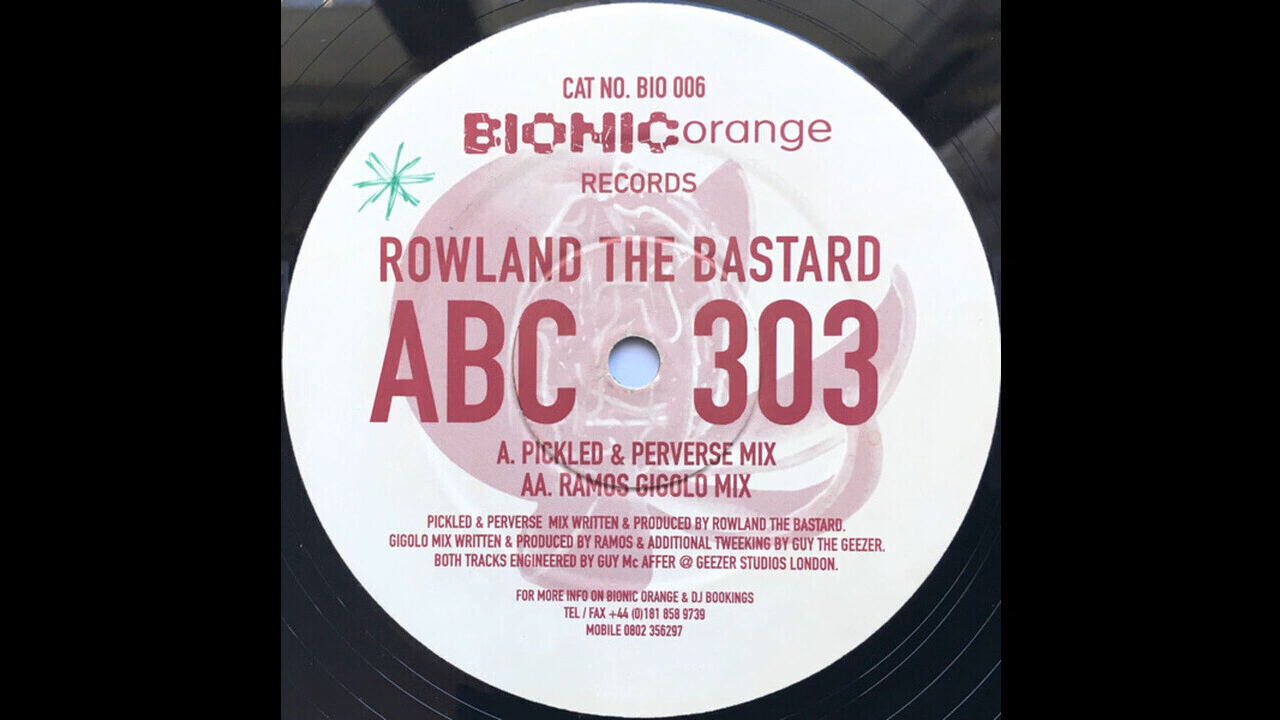 CAT NO. BIO 006
BIONIC orange
RECORDS
ROWLAND THE BASTARD
ABC 303
A. PICKLED & PERVERSE MIX
AA. RAMOS GIGOLO MIX
PICKLED & PERVERSE MIX WRITTEN & PRODUCED BY ROWLAND THE BASTARD.
GIGOLO MIX WRITTEN & PRODUCED BY RAMOS & ADDITIONAL TWEEKING BY GUY THE GEEZER.
BOTH TRACKS ENGINEERED BY GUY Mc AFFER @ GEEZER STUDIOS LONDON.
FOR MORE INFO ON BIONIC ORANGE & DJ BOOKINGS
TEL / FAX +44 (0)181 858 9739
MOBILE 0802 356297